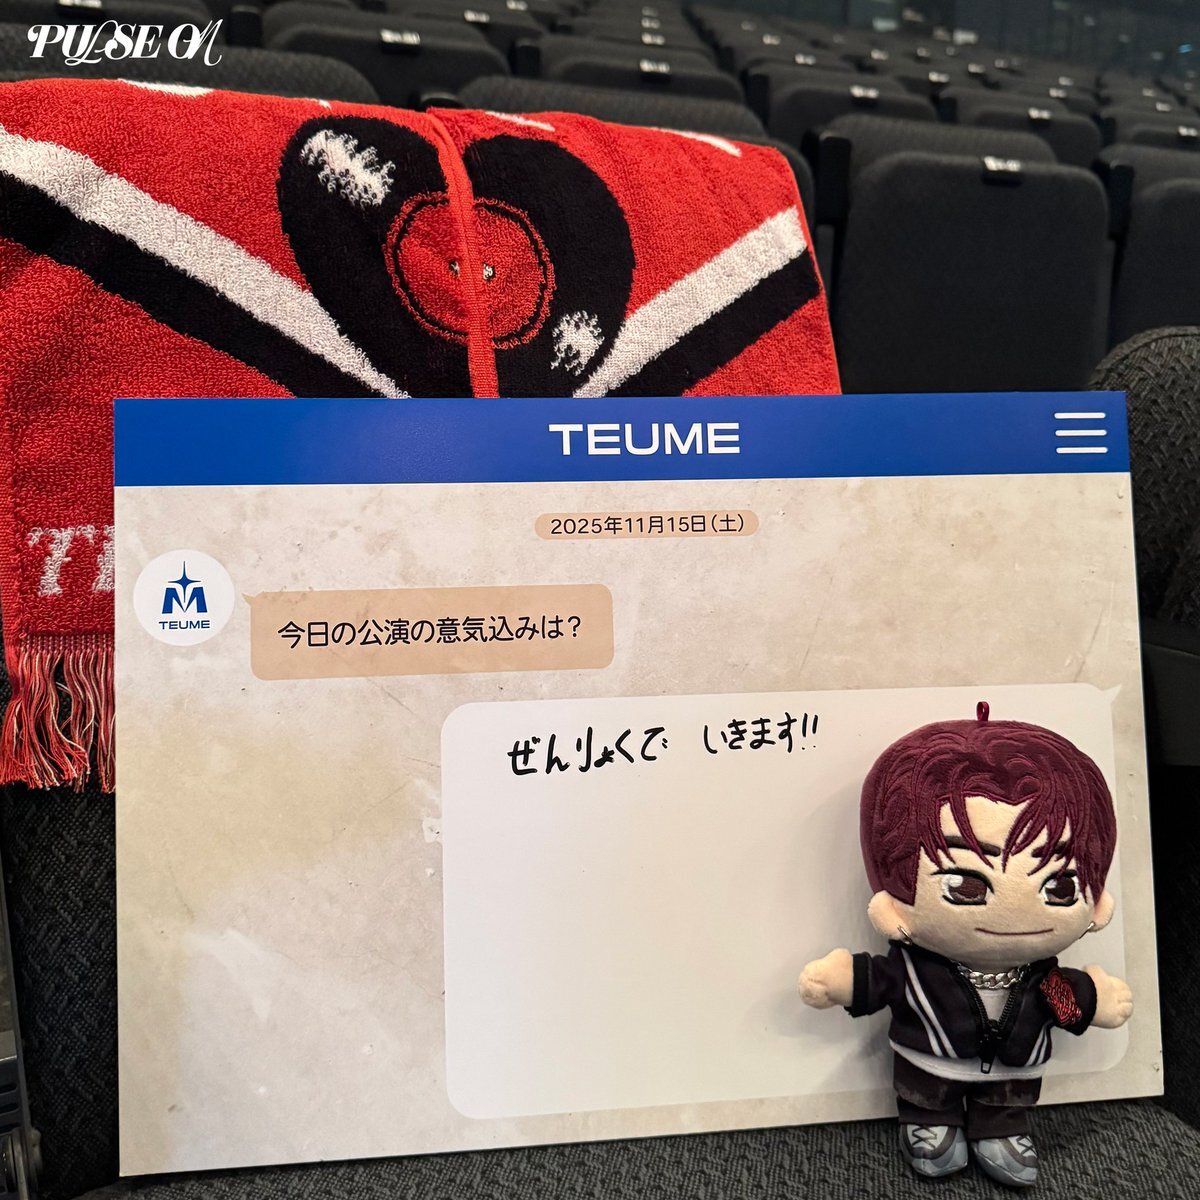 PULSE ON
TEUME
2025年11月15日(土)
TEUME
今日の公演の意気込みは?
ぜんりょくで いきます!!